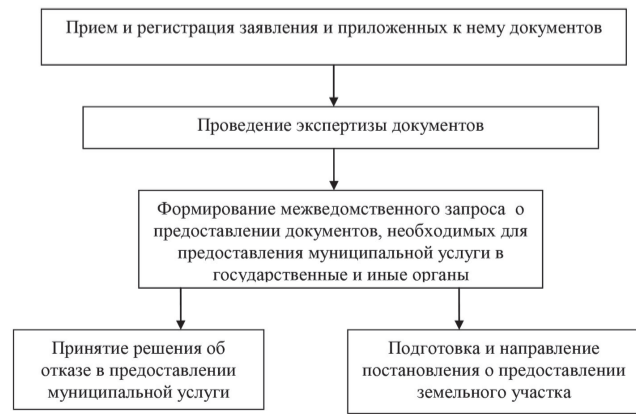 Прием и регистрация заявления и приложенных к нему документов
Проведение экспертизы документов
Формирование межведомственного запроса о
предоставлении документов, необходимых для
предоставления муниципальной услуги в
государственные и иные органы
Принятие решения об
отказе в предоставлении
муниципальной услуги
Подготовка и направление
постановления о предоставлении
земельного участка